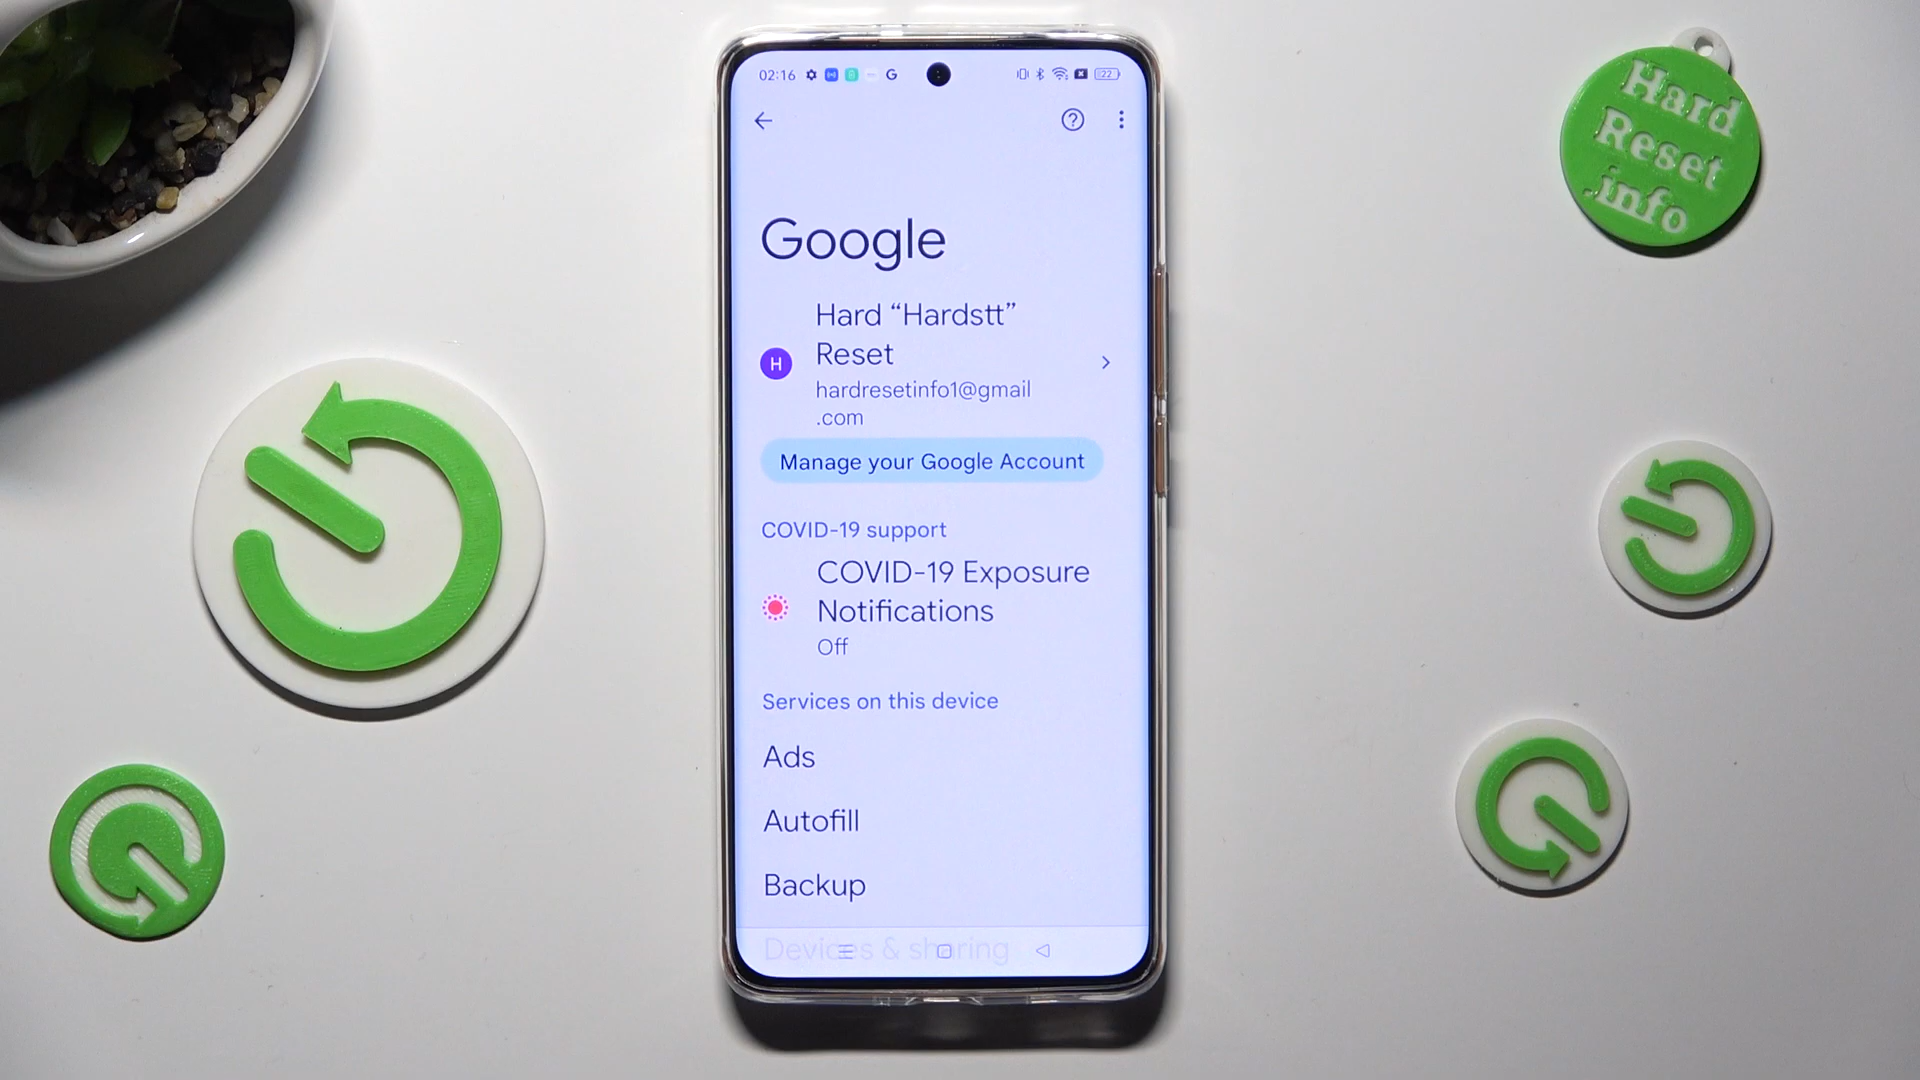 02:16
G
22
Google
Hard “Hardstt”
Reset
H
hardresetinfo1@gmail
.com
Manage your Google Account
COVID-19 support
COVID-19 Exposure
Notifications
Off
Services on this device
Ads
Autofill
Backup
Devices & sharing
Hard
Reset
.info